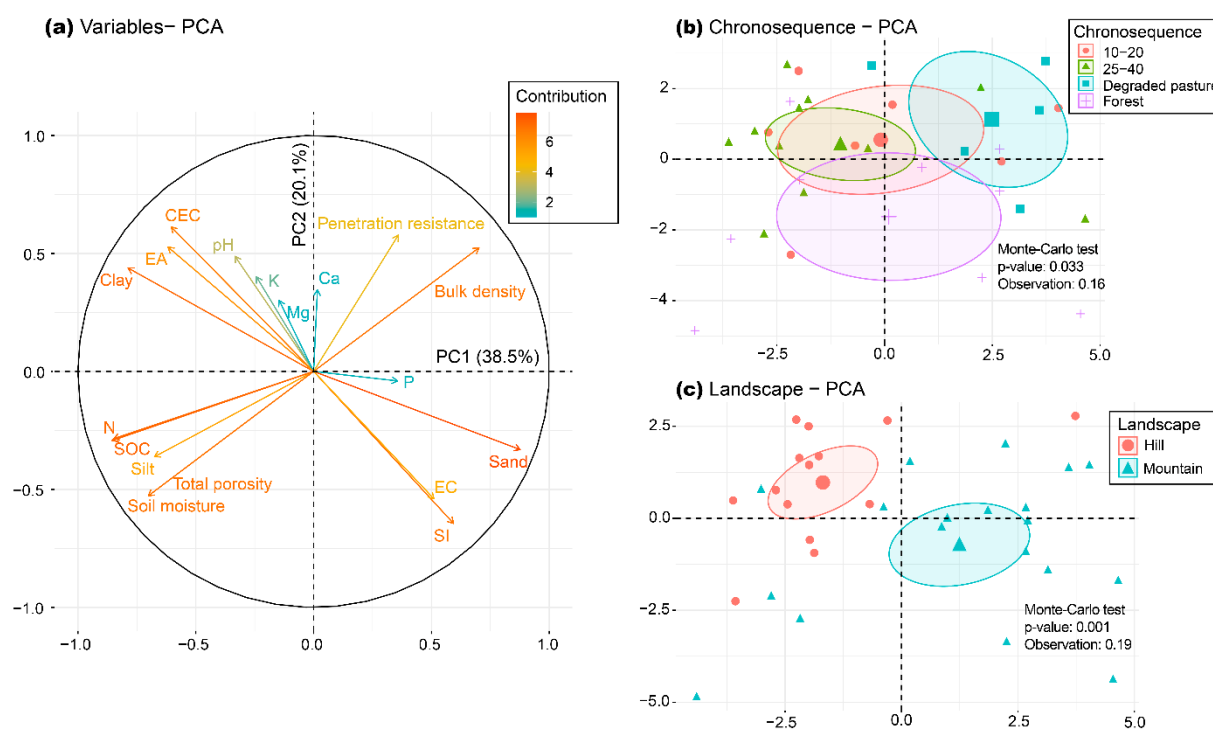 (a) Variables− PCA
Contribution
6
4
2
1.0
0.5
0.0
−0.5
−1.0
−1.0
−0.5
0.0
0.5
1.0
PC2 (20.1%)
PC1 (38.5%)
CEC
EA
Clay
pH
K
Mg
Ca
Penetration resistance
Bulk density
P
N
SOC
Silt
Total porosity
Soil moisture
Sand
EC
SI
(b) Chronosequence − PCA
Chronosequence
10−20
25−40
Degraded pasture
Forest
2
0
−2
−4
−2.5
0.0
2.5
5.0
Monte-Carlo test
p-value: 0.033
Observation: 0.16
(c) Landscape − PCA
Landscape
Hill
Mountain
2.5
0.0
−2.5
−5.0
−2.5
0.0
2.5
5.0
Monte-Carlo test
p-value: 0.001
Observation: 0.19